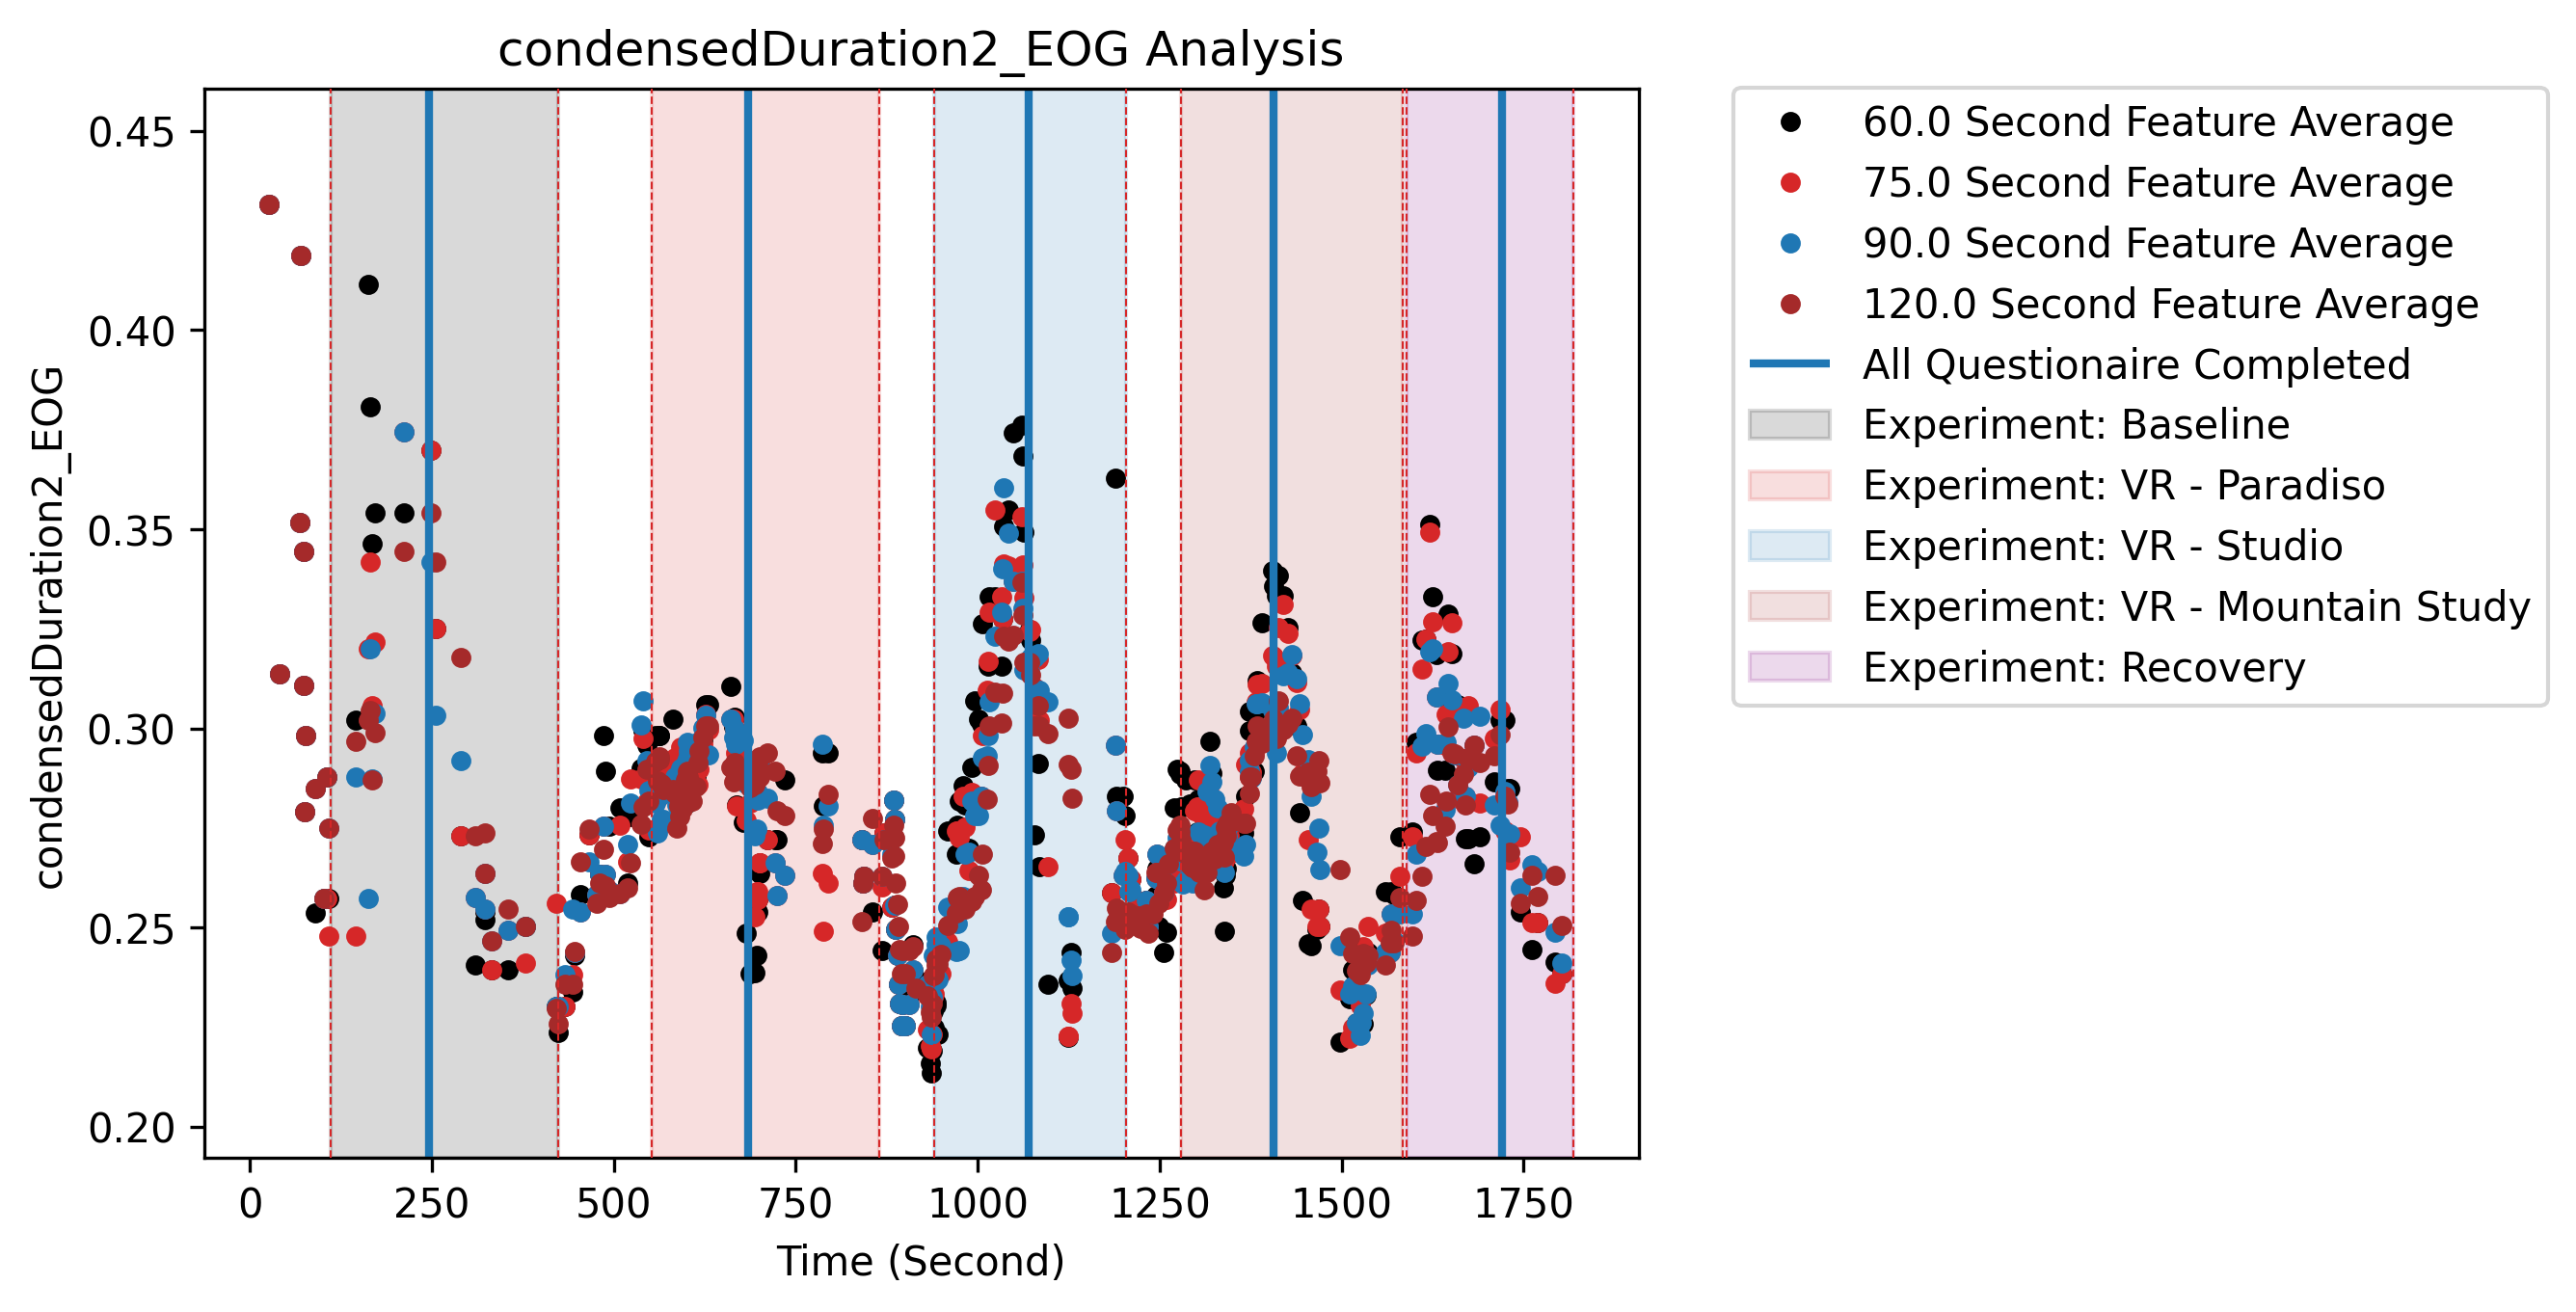 condensedDuration2_EOG Analysis
condensedDuration2_EOG
0.45
0.40
0.35
0.30
0.25
0.20
0 250 500 750 1000 1250 1500 1750
Time (Second)
60.0 Second Feature Average
75.0 Second Feature Average
90.0 Second Feature Average
120.0 Second Feature Average
All Questionaire Completed
Experiment: Baseline
Experiment: VR - Paradiso
Experiment: VR - Studio
Experiment: VR - Mountain Study
Experiment: Recovery